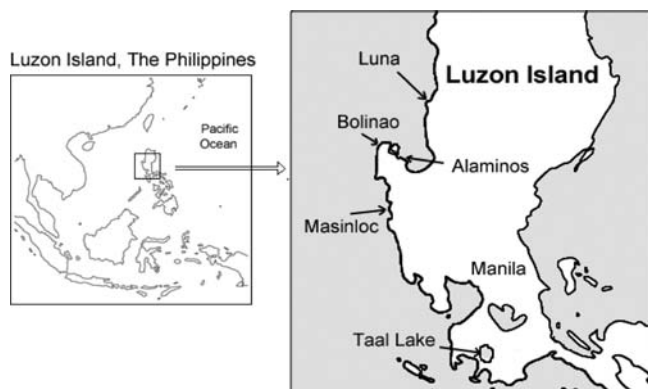 Luzon Island, The Philippines
Pacific
Ocean
Luna
Luzon Island
Bolinao
Alaminos
Masinloc
Manila
Taal Lake